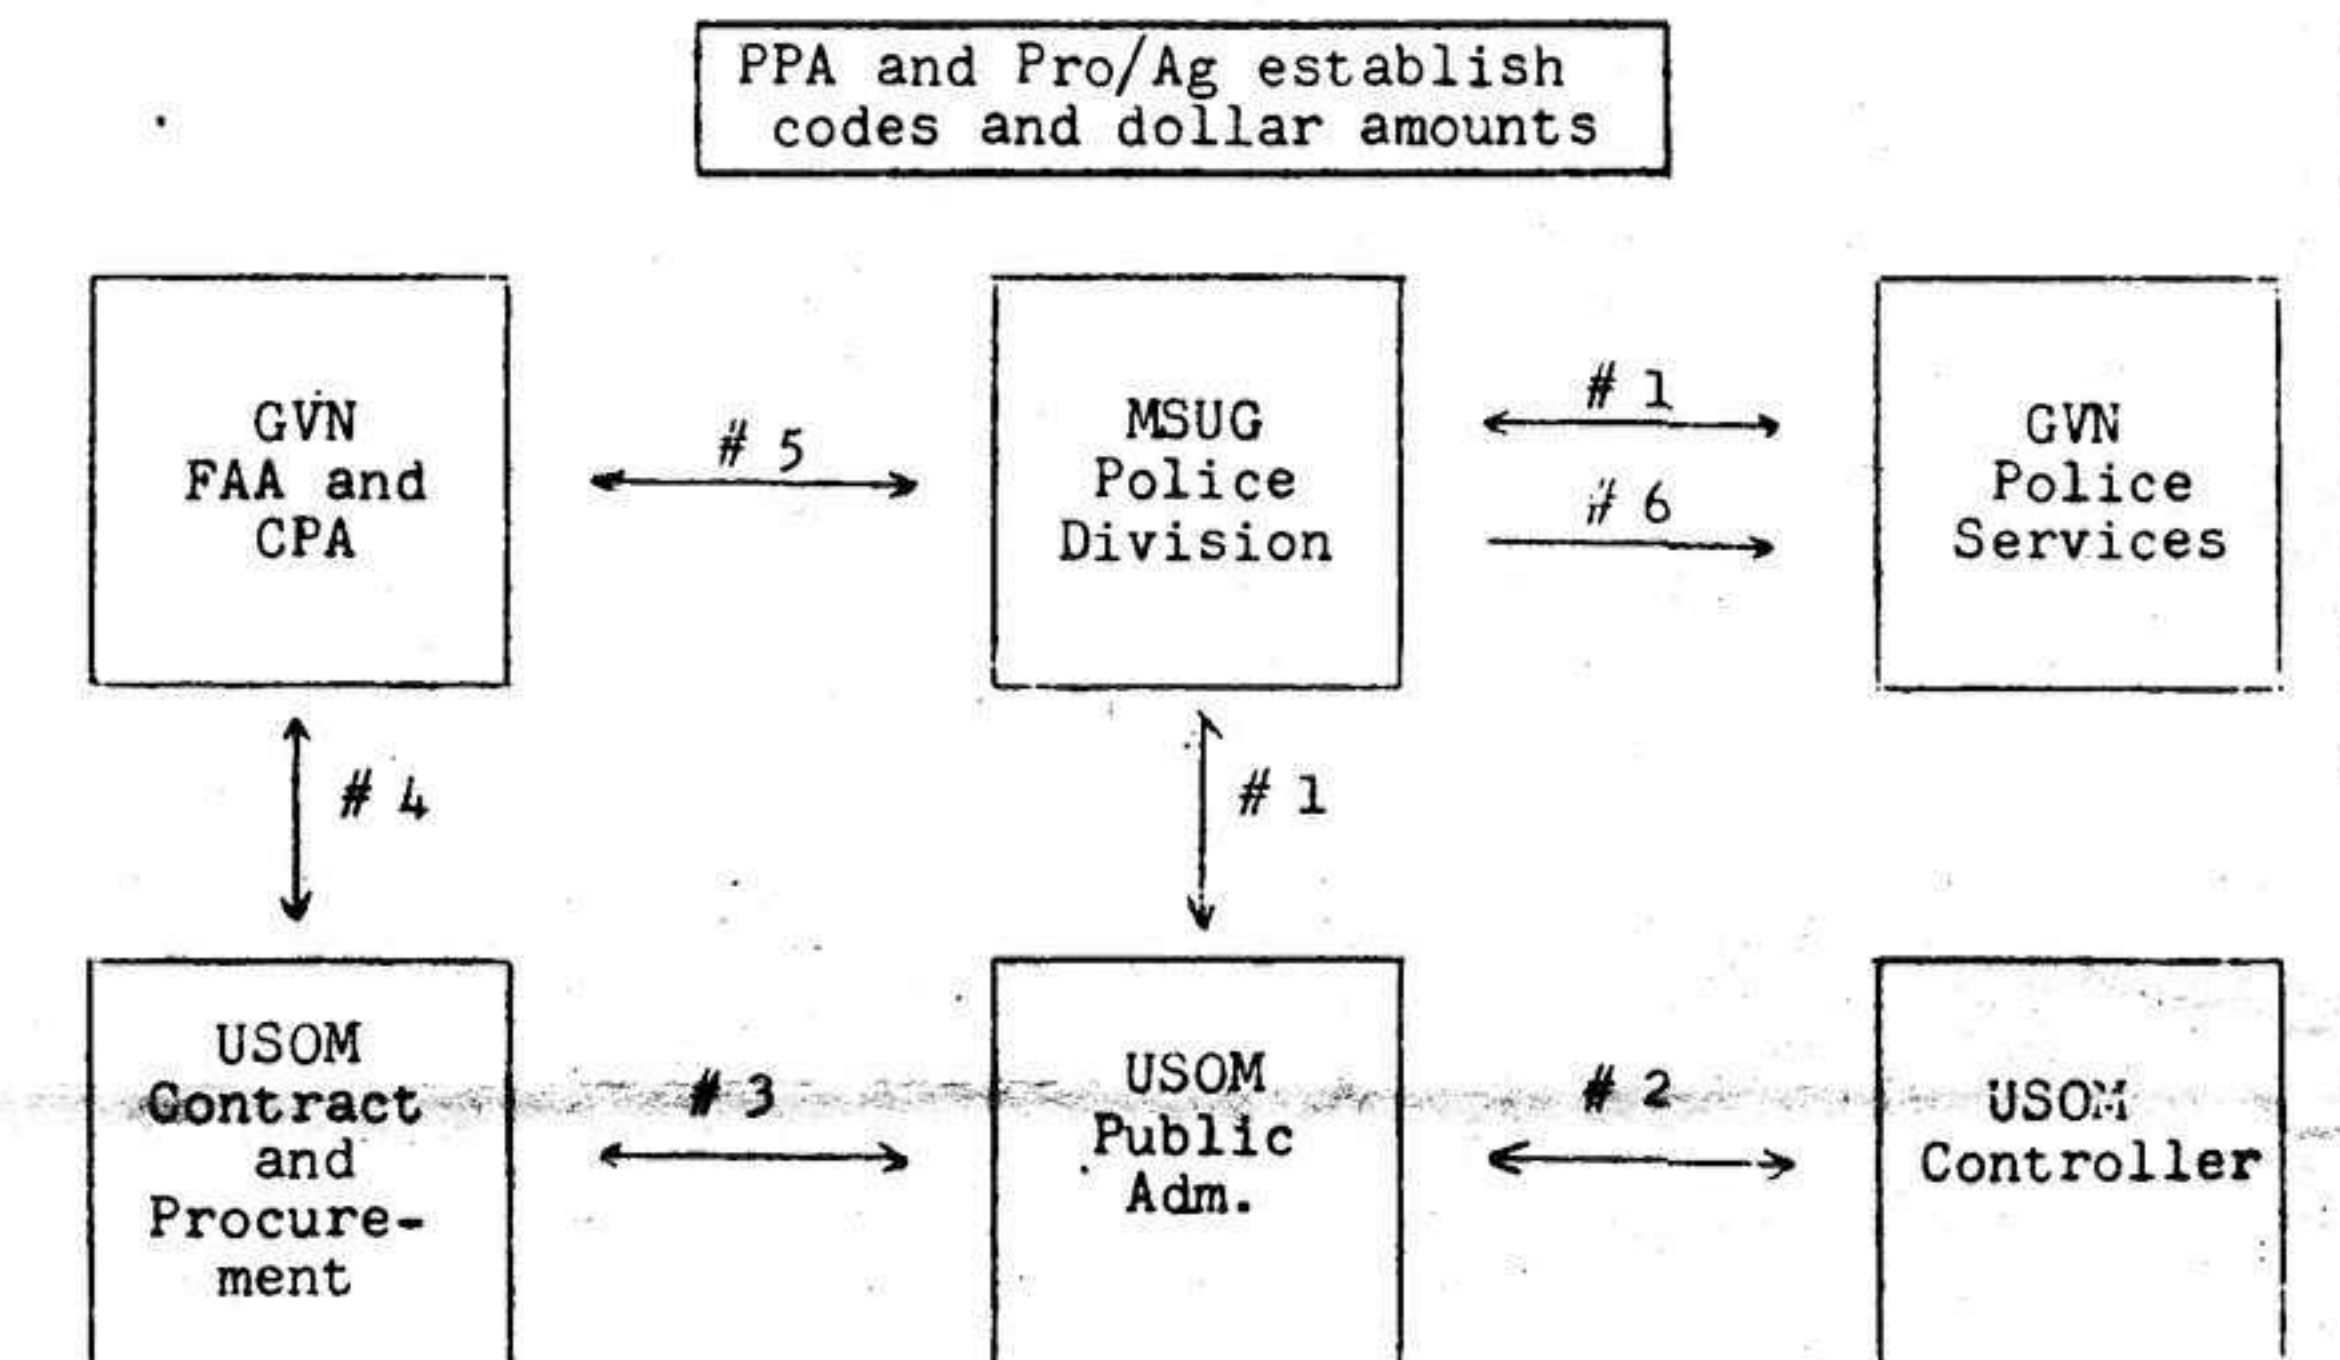 PPA and Pro/Ag establish
codes and dollar amounts
GVN
FAA and
CPA
# 5
MSUG
Police
Division
# 1
# 6
GVN
Police
Services
# 4
# 1
USOM
Contract
and
Procure-
ment
# 3
USOM
Public
Adm.
# 2
USOM
Controller